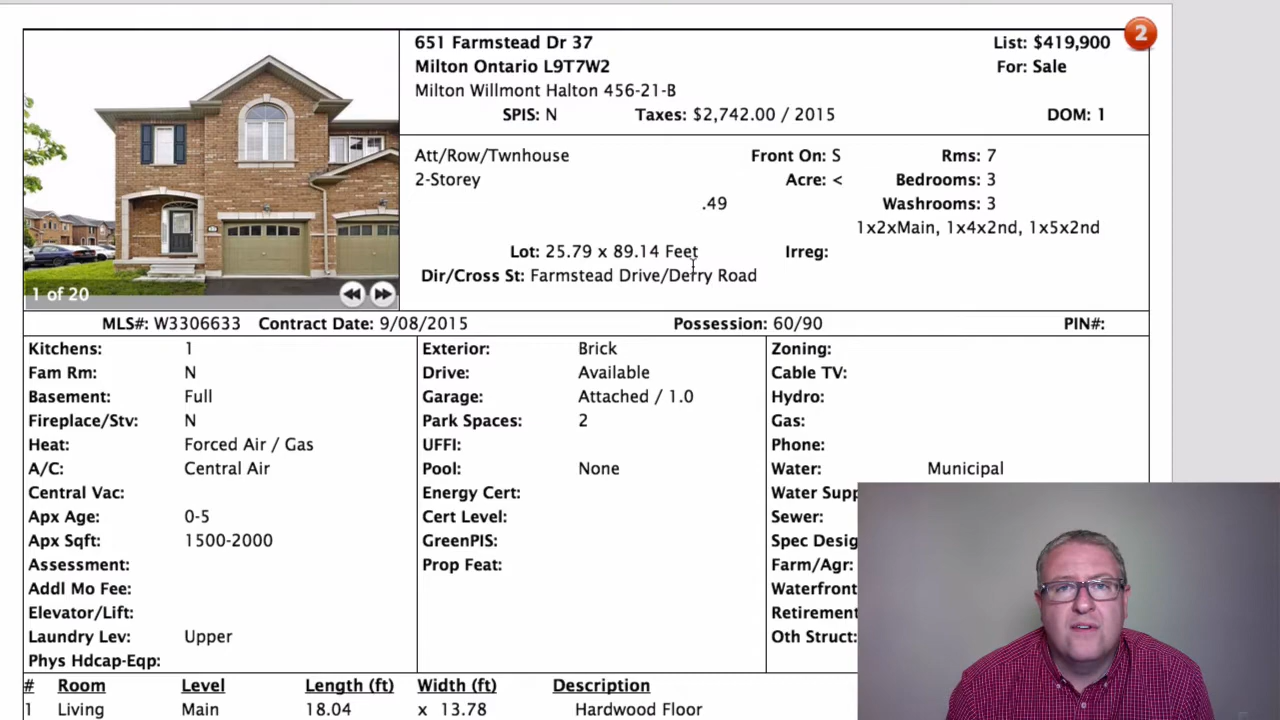 2
651 Farmstead Dr 37 List: $419,900
Milton Ontario L9T7W2 For: Sale
Milton Willmont Halton 456-21-B
SPIS: N Taxes: $2,742.00 / 2015 DOM: 1
Att/Row/Twnhouse Front On: S Rms: 7
2-Storey Acre: < Bedrooms: 3
.49 Washrooms: 3
1x2xMain, 1x4x2nd, 1x5x2nd
Lot: 25.79 x 89.14 Feet Irreg:
Dir/Cross St: Farmstead Drive/Derry Road
1 of 20
MLS#: W3306633 Contract Date: 9/08/2015 Possession: 60/90 PIN#:
Kitchens: 1 Exterior: Brick Zoning:
Fam Rm: N Drive: Available Cable TV:
Basement: Full Garage: Attached / 1.0 Hydro:
Fireplace/Stv: N Park Spaces: 2 Gas:
Heat: Forced Air / Gas UFFI: Phone:
A/C: Central Air Pool: None Water: Municipal
Central Vac: Energy Cert: Water Supp
Apx Age: 0-5 Cert Level: Sewer:
Apx Sqft: 1500-2000 GreenPIS: Spec Desig
Assessment: Prop Feat: Farm/Agr:
Addl Mo Fee: Waterfront
Elevator/Lift: Retirement
Laundry Lev: Upper Oth Struct:
Phys Hdcap-Eqp:
# Room Level Length (ft) Width (ft) Description
1 Living Main 18.04 x 13.78 Hardwood Floor